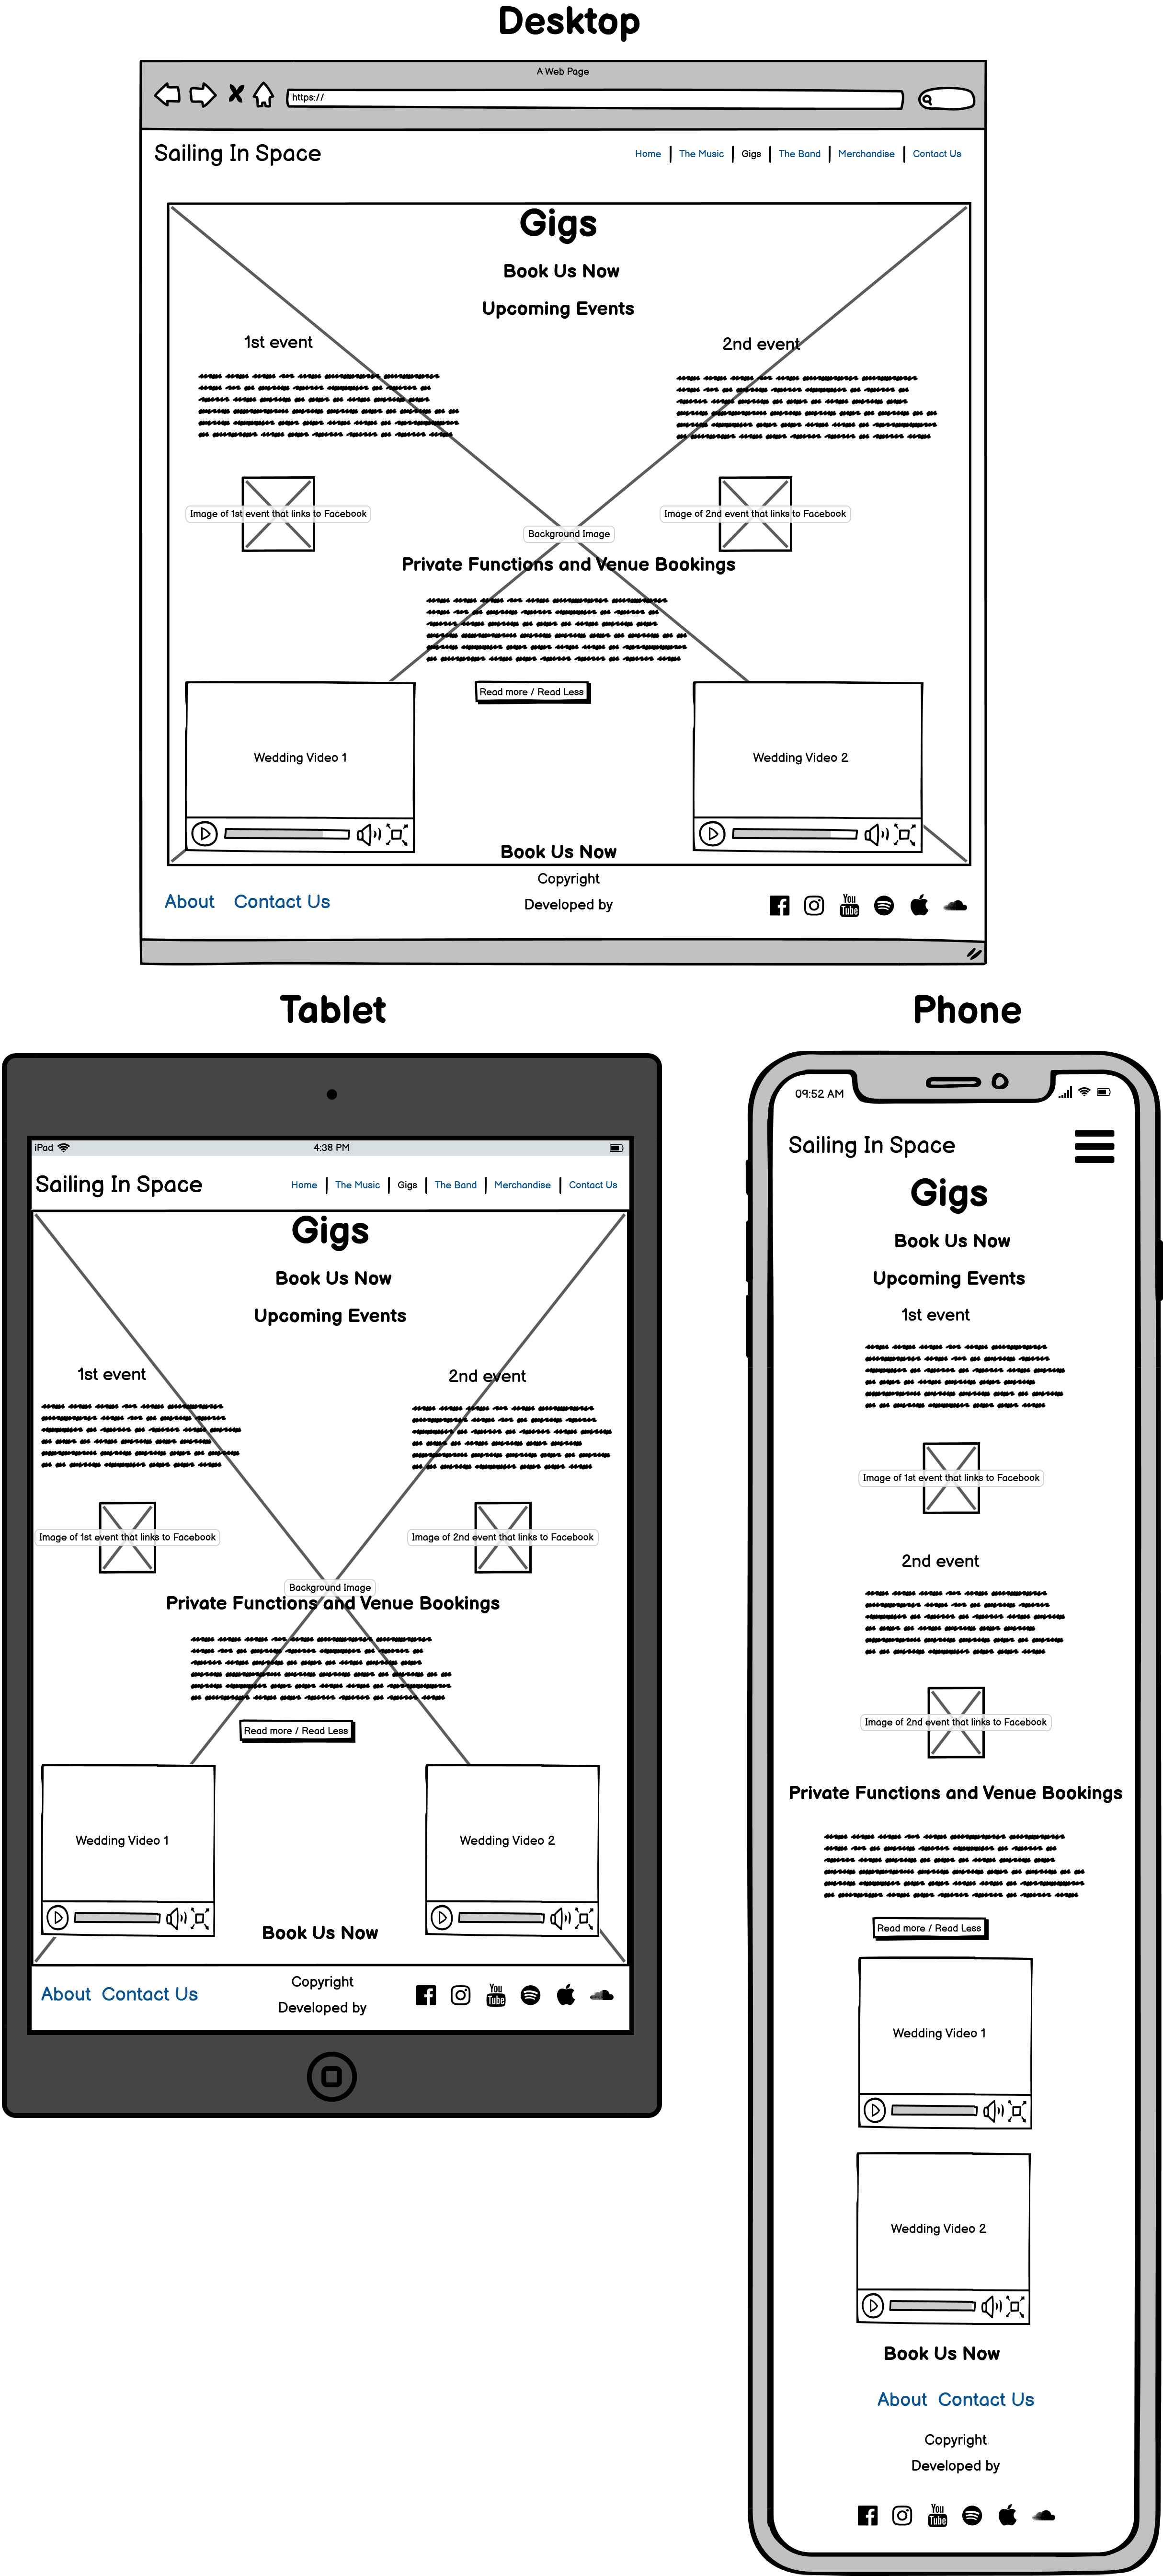 Desktop
A Web Page
https://
Sailing In Space
Home The Music Gigs The Band Merchandise Contact Us
Gigs
Book Us Now
Upcoming Events
1st event 2nd event
Image of 1st event that links to Facebook Image of 2nd event that links to Facebook
Background Image
Private Functions and Venue Bookings
Read more / Read Less
Wedding Video 1 Wedding Video 2
Book Us Now
Copyright
About Contact Us Developed by You Tube
Tablet
iPad 4:38 PM
Sailing In Space Home The Music Gigs The Band Merchandise Contact Us
Gigs
Book Us Now
Upcoming Events
1st event 2nd event
Image of 1st event that links to Facebook Image of 2nd event that links to Facebook
Background Image
Private Functions and Venue Bookings
Read more / Read Less
Wedding Video 1 Wedding Video 2
Book Us Now
Copyright
About Contact Us Developed by You Tube
Phone
09:52 AM
Sailing In Space
Gigs
Book Us Now
Upcoming Events
1st event
Image of 1st event that links to Facebook
2nd event
Image of 2nd event that links to Facebook
Private Functions and Venue Bookings
Read more / Read Less
Wedding Video 1
Wedding Video 2
Book Us Now
About Contact Us
Copyright
Developed by
You Tube